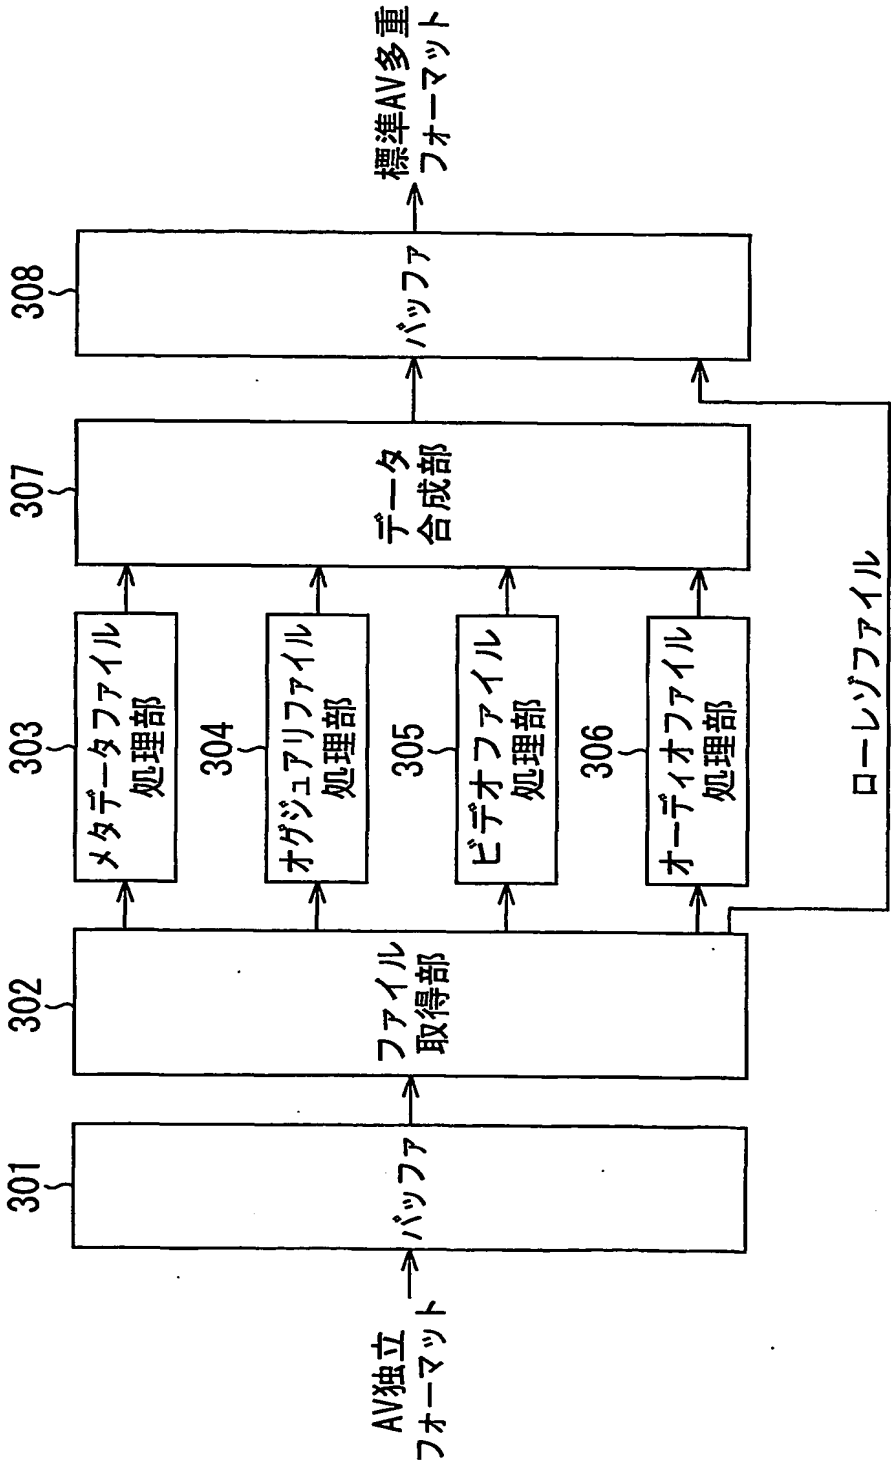 AV独立
フォーマット
301
バッファ
302
ファイル
取得部
303
メタデータファイル
処理部
304
オグジュアリファイル
処理部
305
ビデオファイル
処理部
306
オーディオファイル
処理部
307
データ
合成部
308
バッファ
標準AV多重
フォーマット
ローレゾファイル